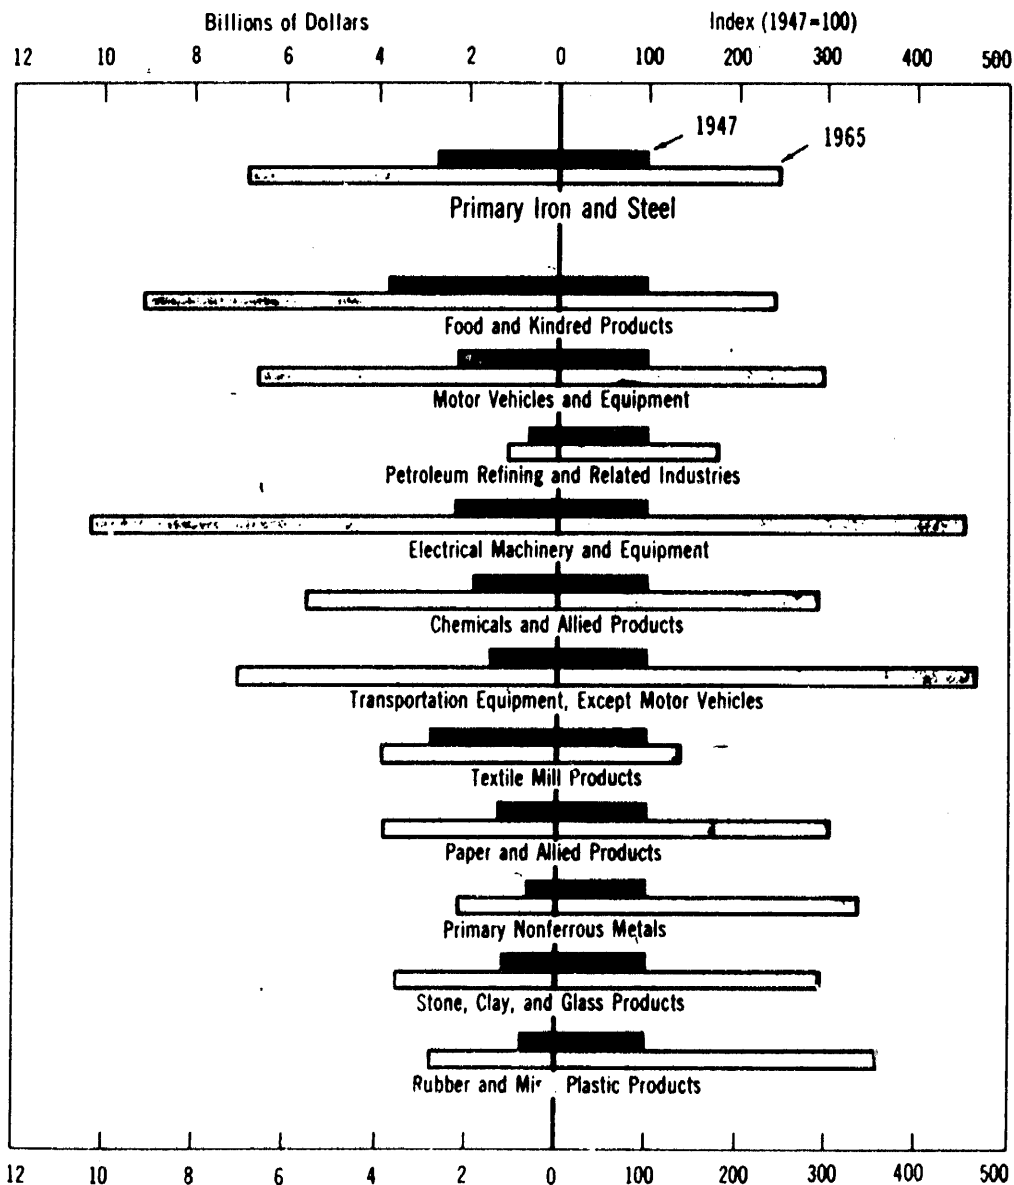 Billions of Dollars Index (1947=100)
12 10 8 6 4 2 0 100 200 300 400 500
1947
1965
Primary Iron and Steel
Food and Kindred Products
Motor Vehicles and Equipment
Petroleum Refining and Related Industries
Electrical Machinery and Equipment
Chemicals and Allied Products
Transportation Equipment, Except Motor Vehicles
Textile Mill Products
Paper and Allied Products
Primary Nonferrous Metals
Stone, Clay, and Glass Products
Rubber and Plastic Products
12 10 8 6 4 2 0 100 200 300 400 500